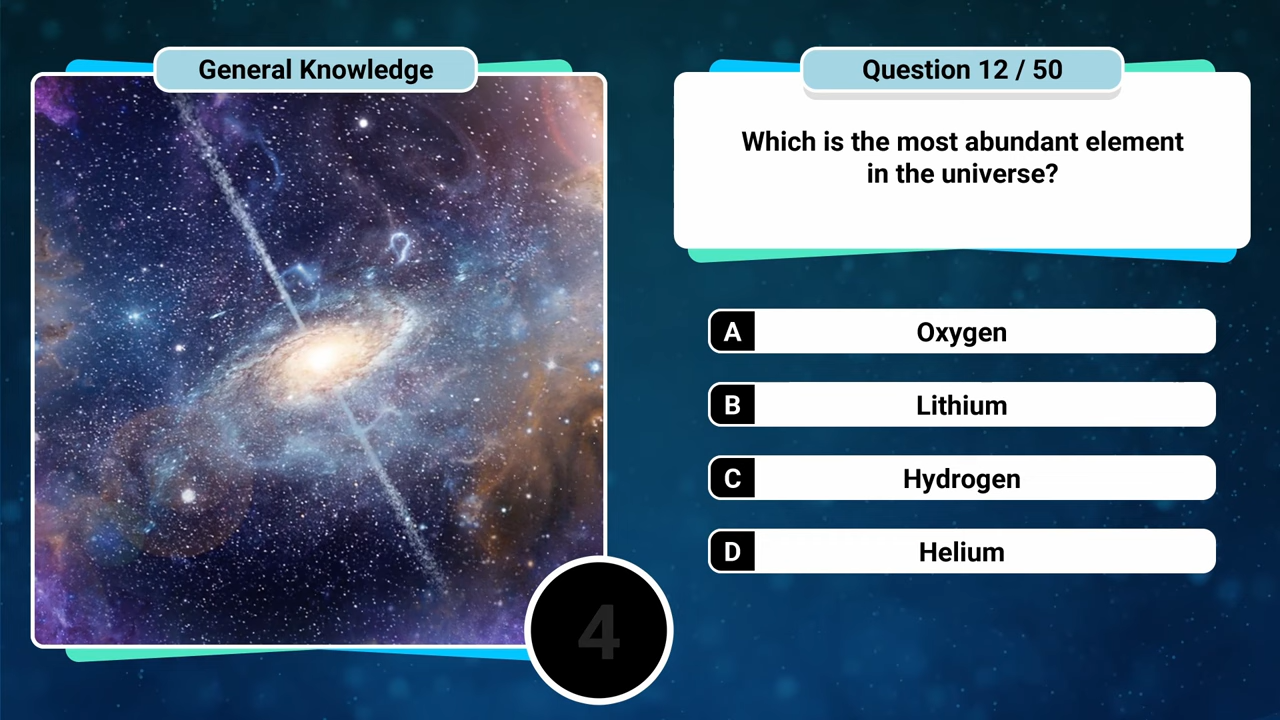 General Knowledge
Question 12 / 50
Which is the most abundant element
in the universe?
A Oxygen
B Lithium
C Hydrogen
D Helium
4